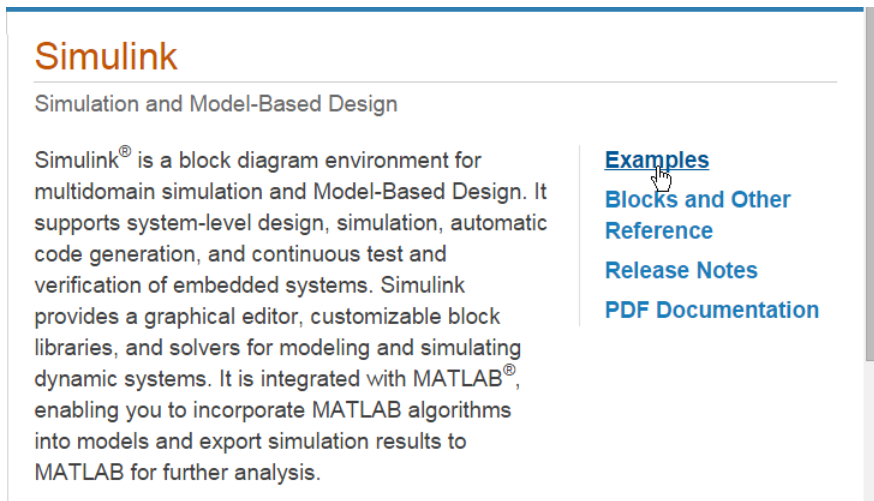 Simulink
Simulation and Model-Based Design
Simulink® is a block diagram environment for
multidomain simulation and Model-Based Design. It
supports system-level design, simulation, automatic
code generation, and continuous test and
verification of embedded systems. Simulink
provides a graphical editor, customizable block
libraries, and solvers for modeling and simulating
dynamic systems. It is integrated with MATLAB®,
enabling you to incorporate MATLAB algorithms
into models and export simulation results to
MATLAB for further analysis.
Examples
Blocks and Other
Reference
Release Notes
PDF Documentation